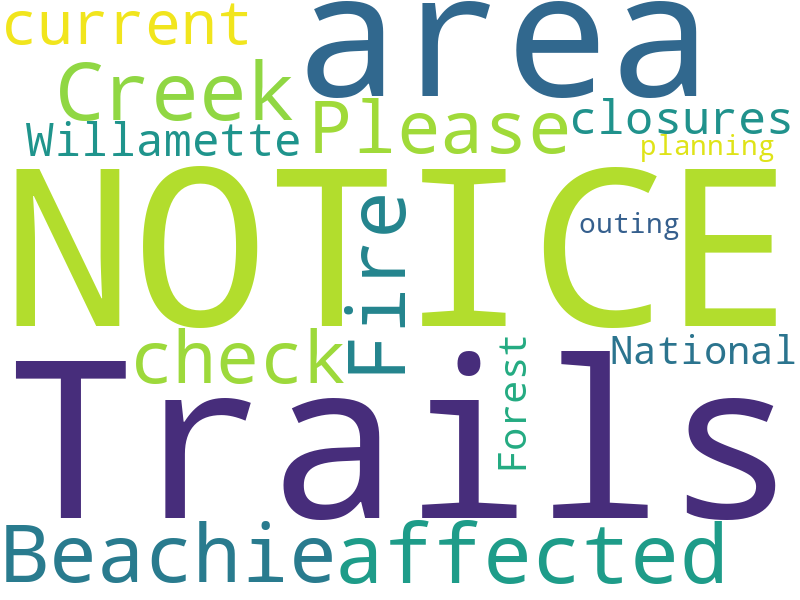 current
area
Creek
Please
closures
Willamette
planning
NOTICE
Fire
outing
check
National
Forest
Trails
Beachie
affected